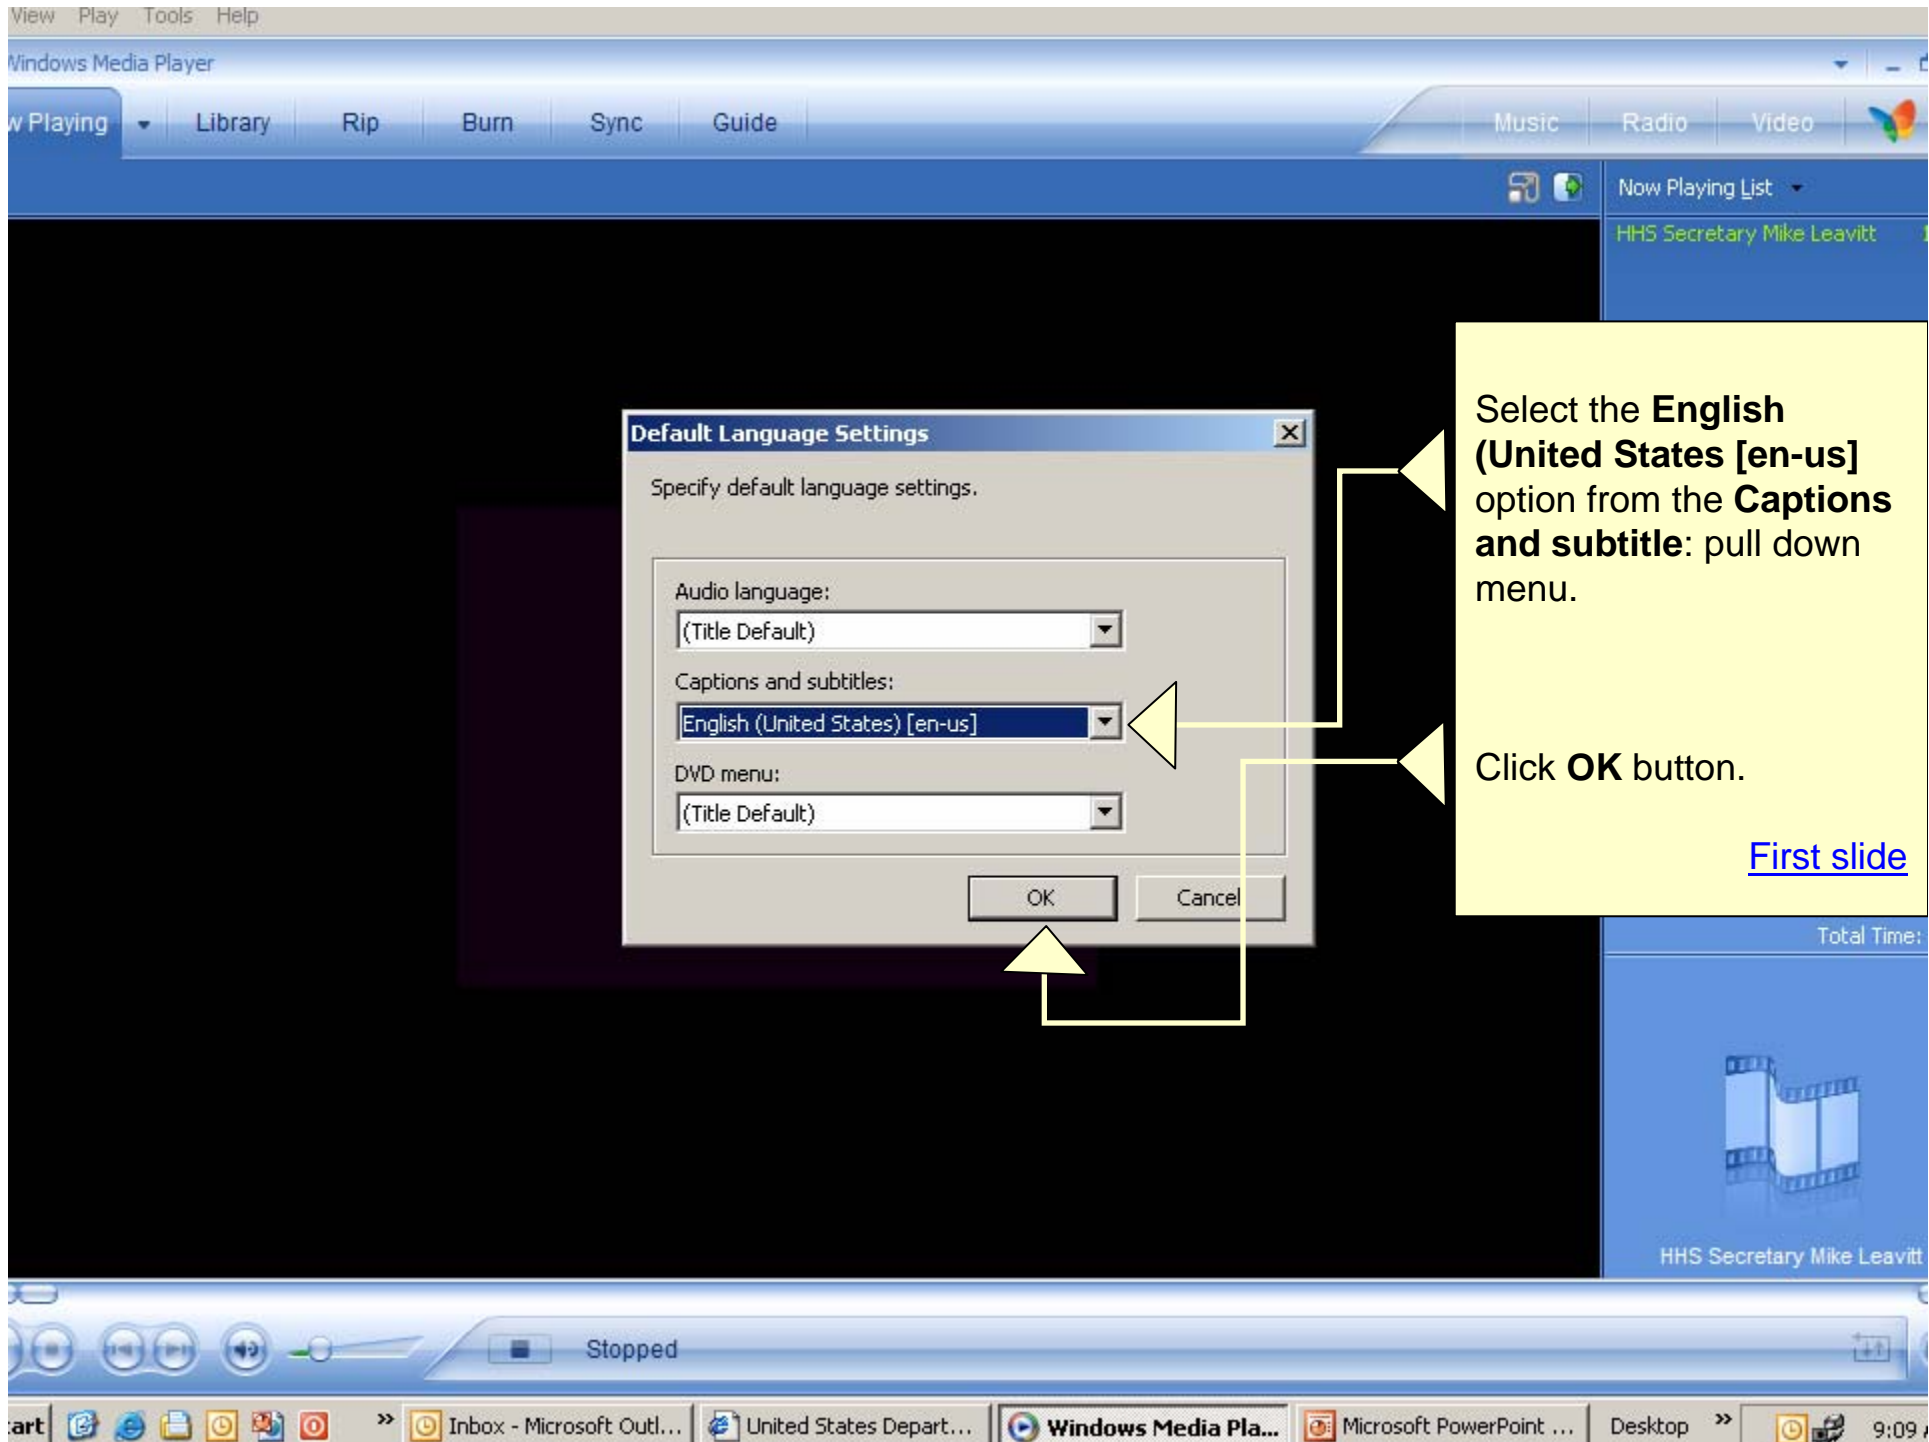 View Play Tools Help
Windows Media Player
Playing Library Rip Burn Sync Guide Music Radio Video
Now Playing List
HHS Secretary Mike Leavitt
Default Language Settings
Specify default language settings.
Audio language:
(Title Default)
Captions and subtitles:
English (United States) [en-us]
DVD menu:
(Title Default)
OK Cancel
Select the English
(United States [en-us]
option from the Captions
and subtitle: pull down
menu.
Click OK button.
First slide
Total Time:
HHS Secretary Mike Leavitt
Stopped
art » Inbox - Microsoft Outl... United States Depart... Windows Media Pla... Microsoft PowerPoint ... Desktop » 9:09